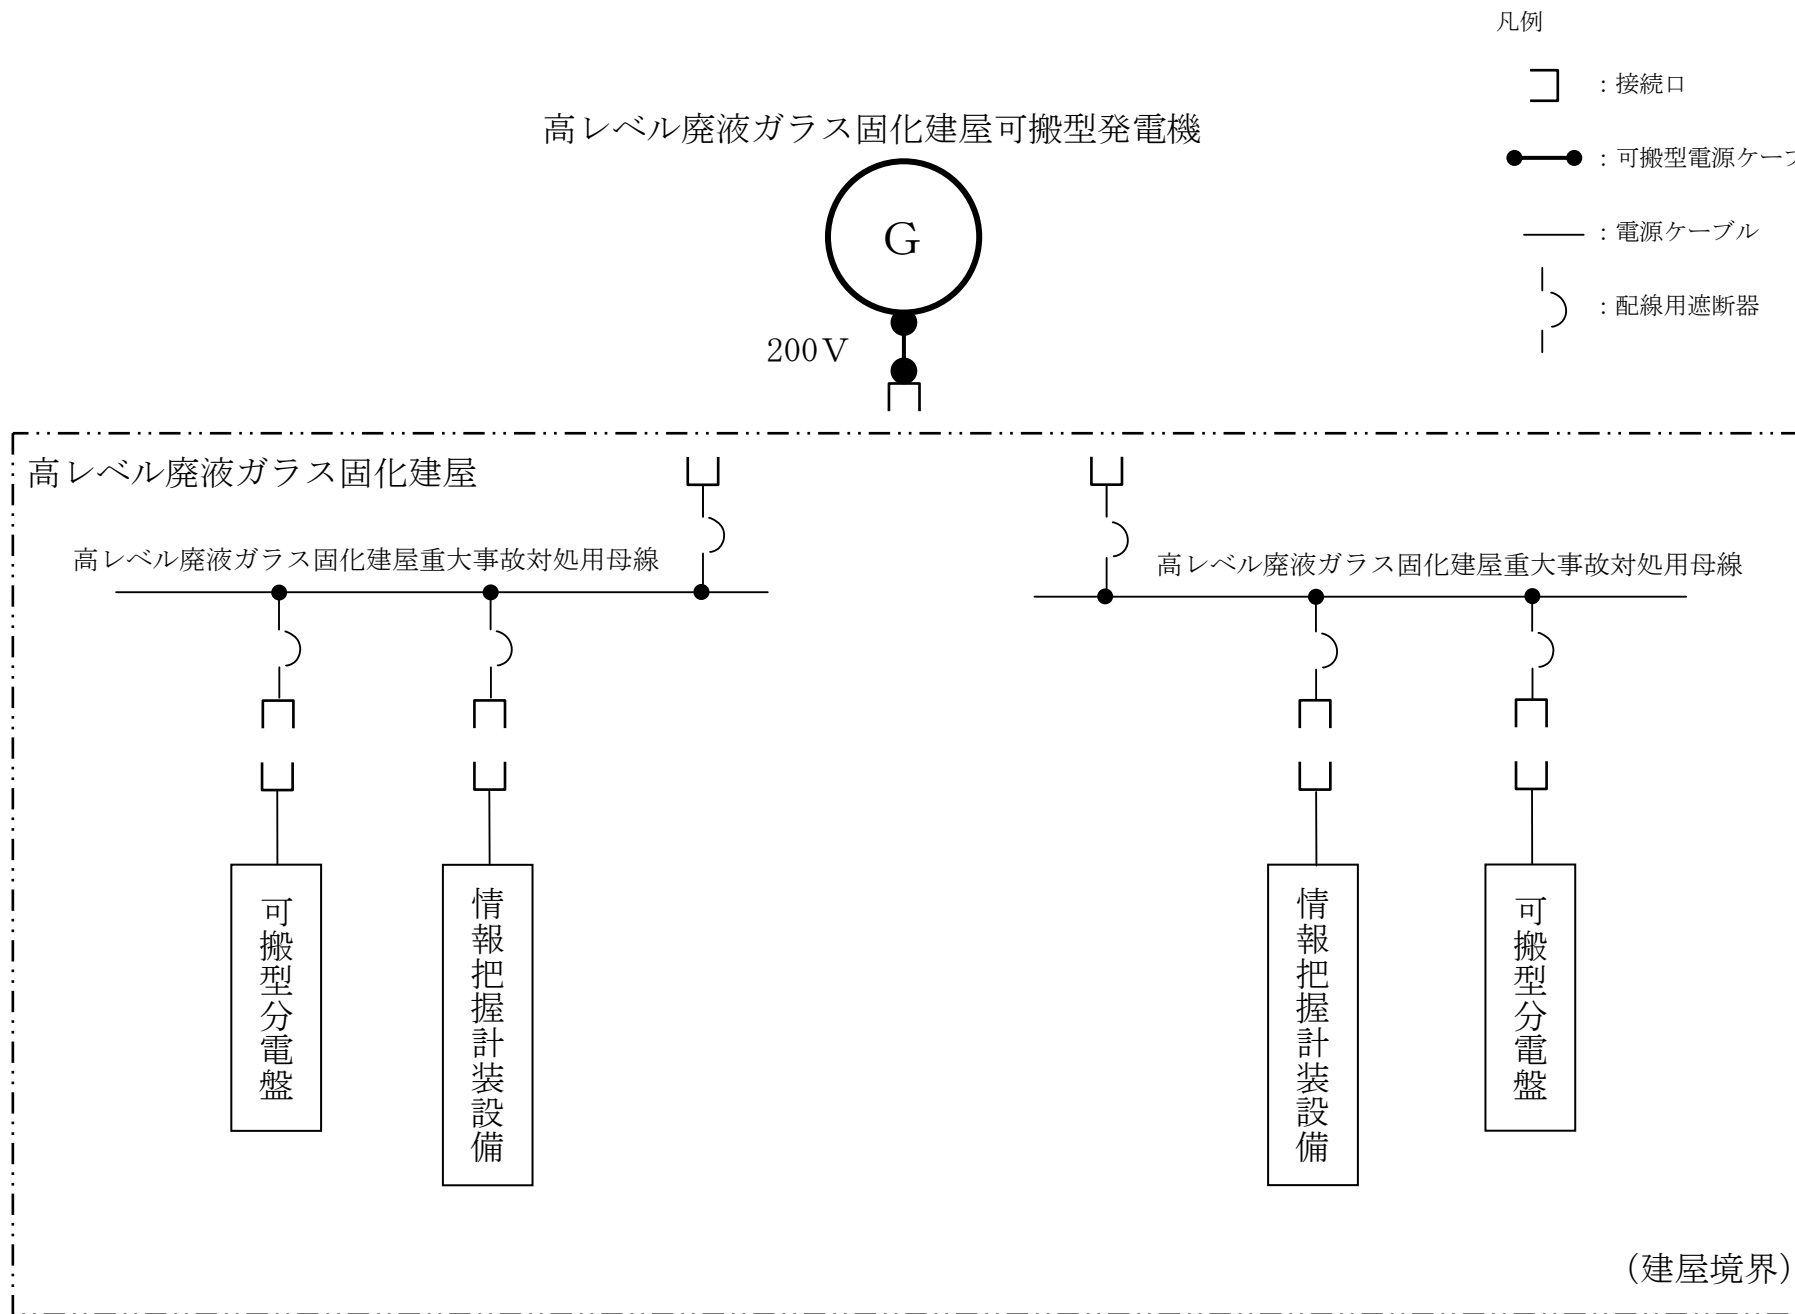 凡例
：接続口
：可搬型電源ケーブ
：電源ケーブル
：配線用遮断器
高レベル廃液ガラス固化建屋可搬型発電機
G
200V
高レベル廃液ガラス固化建屋
高レベル廃液ガラス固化建屋重大事故対処用母線
高レベル廃液ガラス固化建屋重大事故対処用母線
可搬型分電盤
情報把握計装設備
情報把握計装設備
可搬型分電盤
（建屋境界）